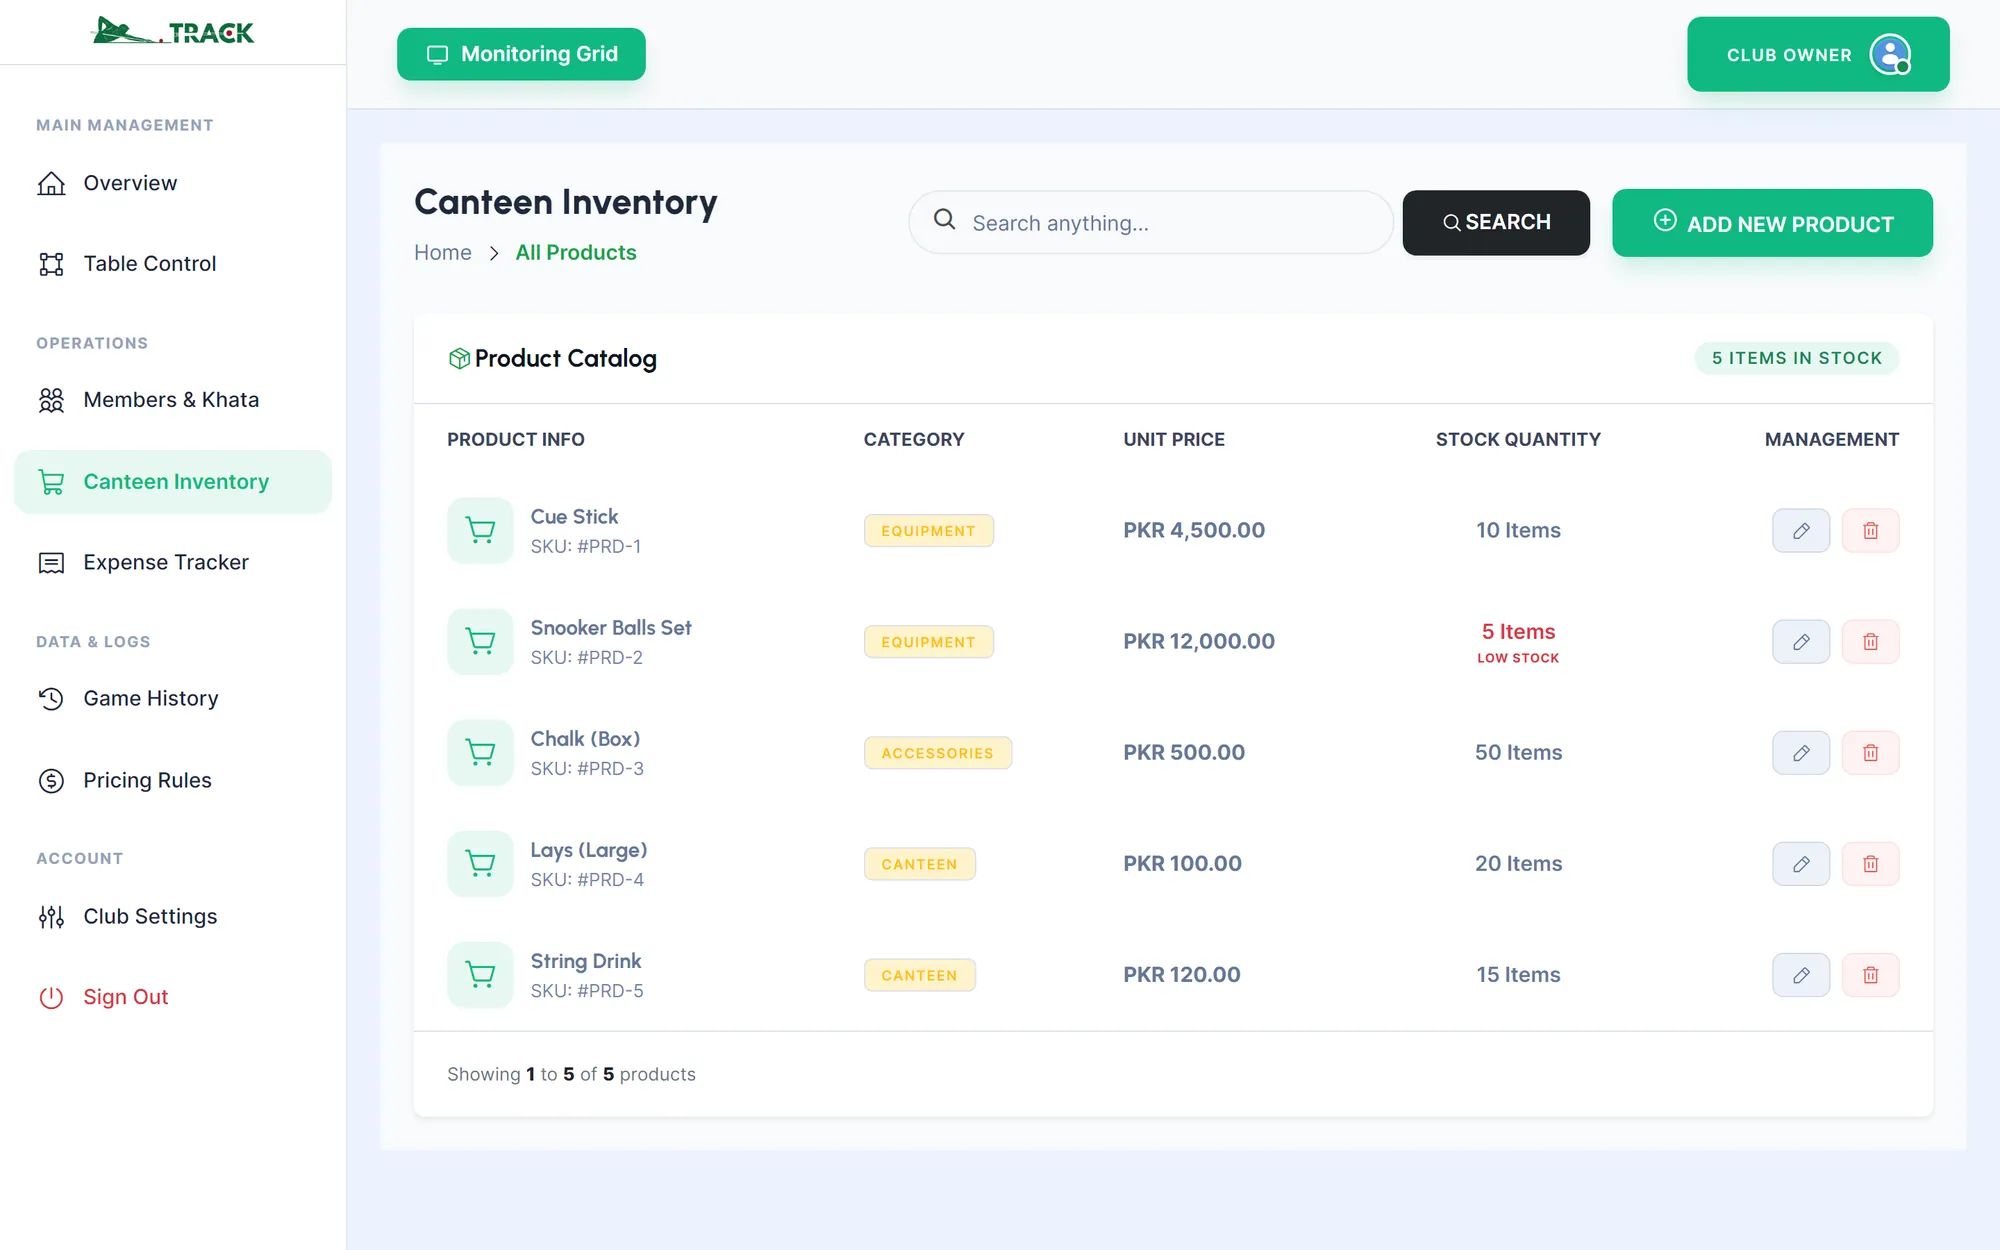 .TRACK
Monitoring Grid
CLUB OWNER
MAIN MANAGEMENT
Overview
Table Control
OPERATIONS
Members & Khata
Canteen Inventory
Expense Tracker
DATA & LOGS
Game History
Pricing Rules
ACCOUNT
Club Settings
Sign Out
Canteen Inventory
Home > All Products
Search anything...
SEARCH
ADD NEW PRODUCT
Product Catalog
5 ITEMS IN STOCK
PRODUCT INFO CATEGORY UNIT PRICE STOCK QUANTITY MANAGEMENT
Cue Stick
SKU: #PRD-1
EQUIPMENT
PKR 4,500.00
10 Items
Snooker Balls Set
SKU: #PRD-2
EQUIPMENT
PKR 12,000.00
5 Items
LOW STOCK
Chalk (Box)
SKU: #PRD-3
ACCESSORIES
PKR 500.00
50 Items
Lays (Large)
SKU: #PRD-4
CANTEEN
PKR 100.00
20 Items
String Drink
SKU: #PRD-5
CANTEEN
PKR 120.00
15 Items
Showing 1 to 5 of 5 products